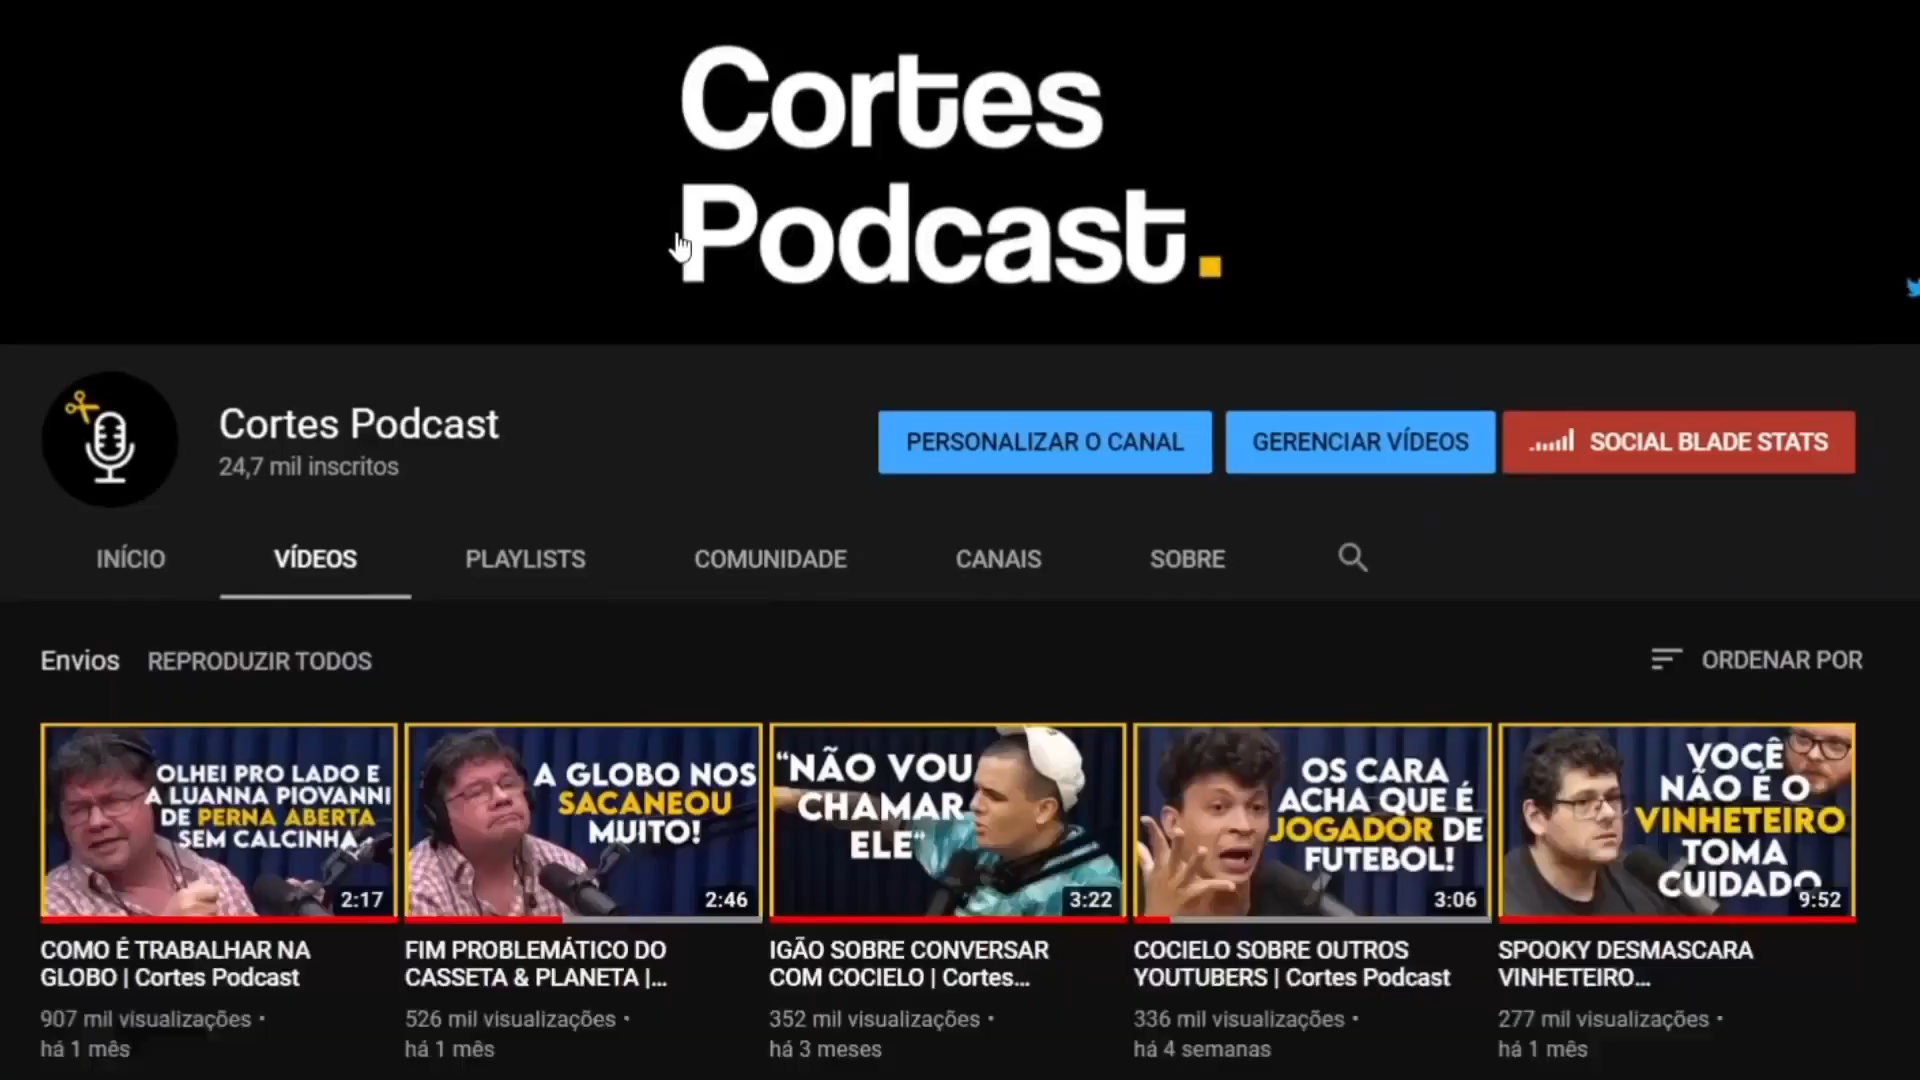 Cortes
Podcast.
Cortes Podcast
24,7 mil inscritos
PERSONALIZAR O CANAL
GERENCIAR VÍDEOS
SOCIAL BLADE STATS
INÍCIO
VÍDEOS
PLAYLISTS
COMUNIDADE
CANAIS
SOBRE
Envios
REPRODUZIR TODOS
ORDENAR POR
OLHEI PRO LADO E
A LUANNA PIOVANNI
DE PERNA ABERTA
SEM CALCINHA
2:17
COMO É TRABALHAR NA
GLOBO | Cortes Podcast
907 mil visualizações •
há 1 mês
A GLOBO NOS
SACANEOU
MUITO!
2:46
FIM PROBLEMÁTICO DO
CASSETA & PLANETA |...
526 mil visualizações •
há 1 mês
"NÃO VOU
CHAMAR
ELE"
3:22
IGÃO SOBRE CONVERSAR
COM COCIELO | Cortes...
352 mil visualizações •
há 3 meses
OS CARA
ACHA QUE É
JOGADOR DE
FUTEBOL!
3:06
COCIELO SOBRE OUTROS
YOUTUBERS | Cortes Podcast
336 mil visualizações •
há 4 semanas
VOCÊ
NÃO É O
VINHETEIRO
TOMA
CUIDADO
9:52
SPOOKY DESMASCARA
VINHETEIRO...
277 mil visualizações •
há 1 mês